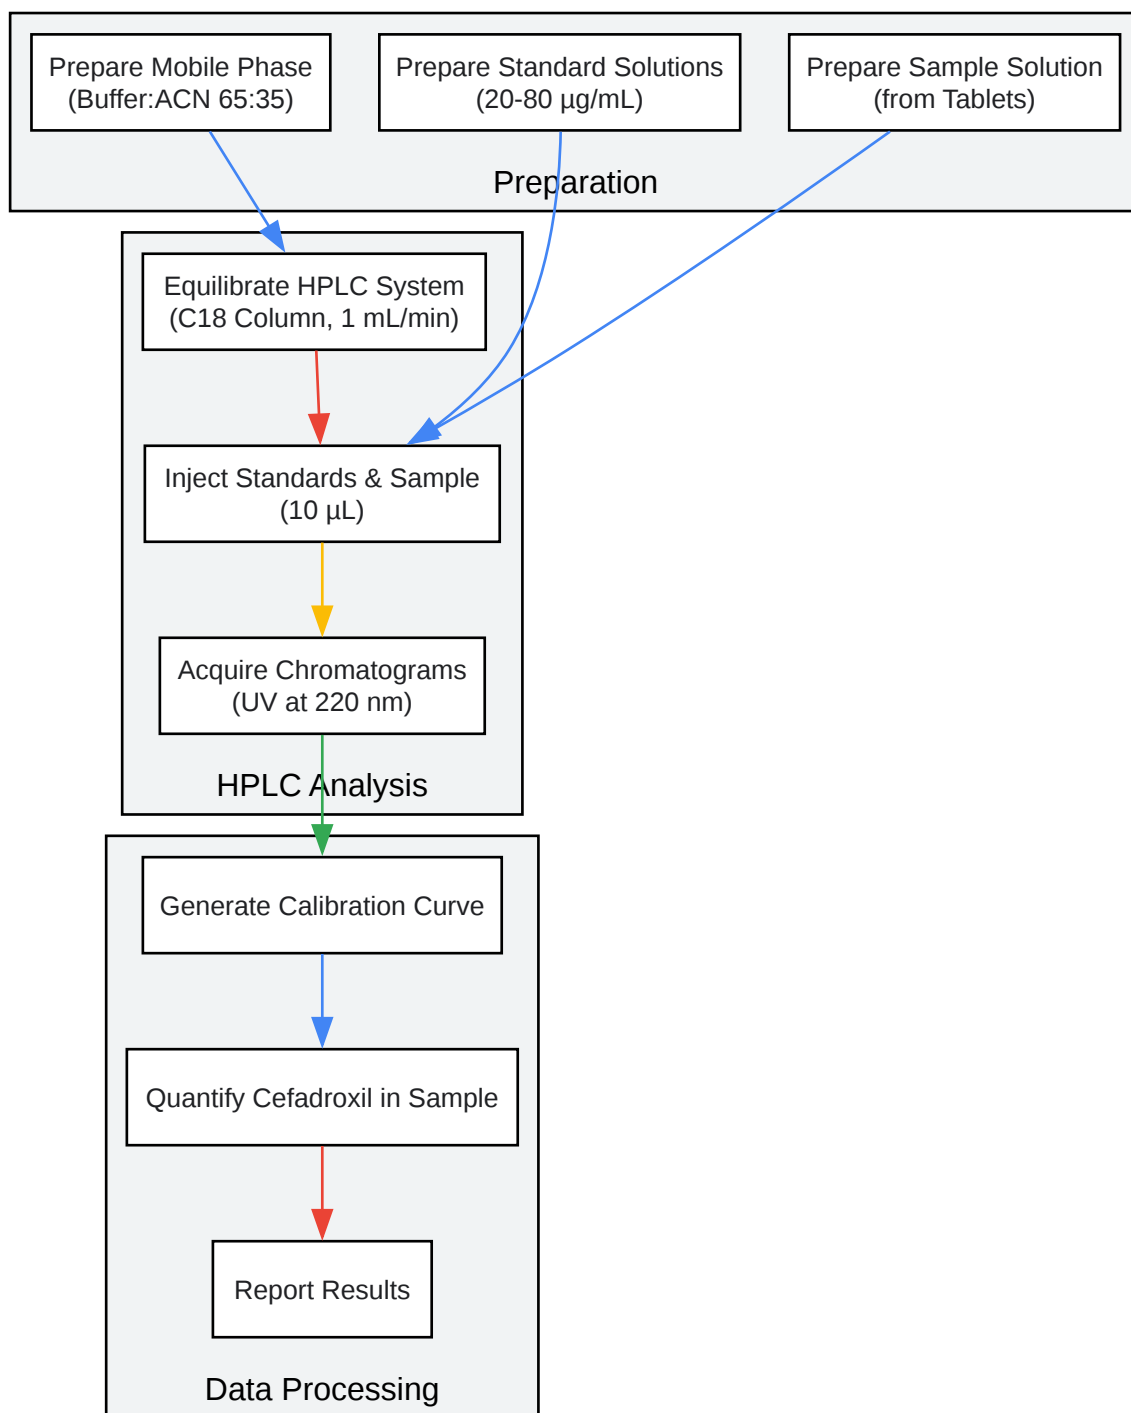 Prepare Mobile Phase
(Buffer:ACN 65:35)
Prepare Standard Solutions
(20-80 µg/mL)
Prepare Sample Solution
(from Tablets)
Preparation
Equilibrate HPLC System
(C18 Column, 1 mL/min)
Inject Standards & Sample
(10 µL)
Acquire Chromatograms
(UV at 220 nm)
HPLC Analysis
Generate Calibration Curve
Quantify Cefadroxil in Sample
Report Results
Data Processing